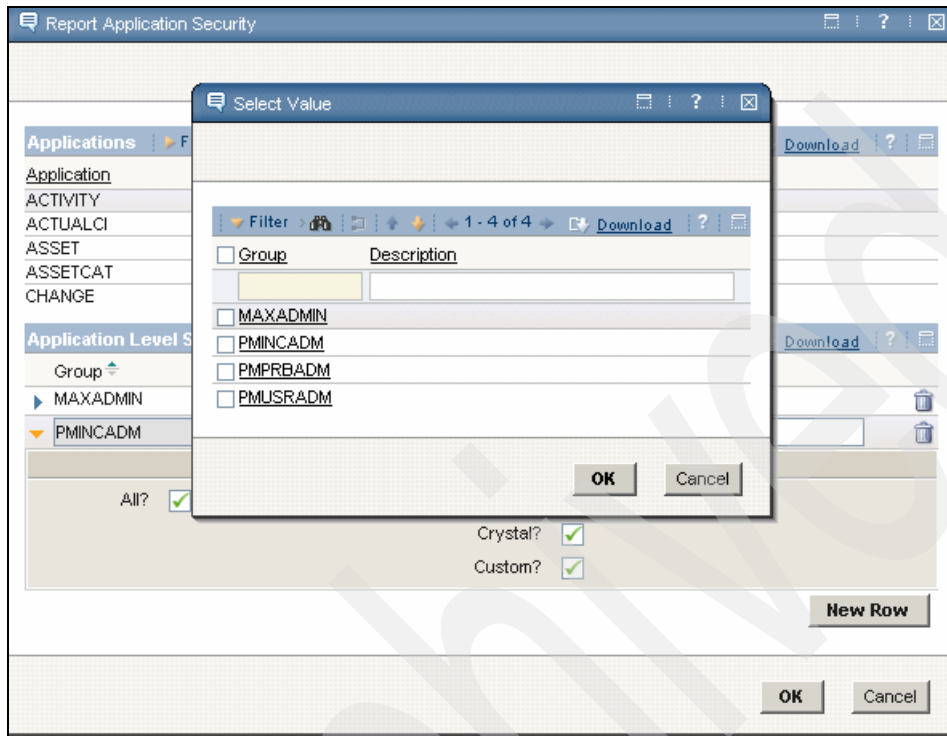 Report Application Security
?
Select Value
?
Applications F
Download ?
Application
ACTIVITY
ACTUALCI
ASSET
ASSETCAT
CHANGE
Filter 1 - 4 of 4 Download ?
Group Description
MAXADMIN
PMINCADM
PMPRBADM
PMUSRADM
OK Cancel
Application Level S
Download ?
Group
MAXADMIN
PMINCADM
All?
Crystal?
Custom?
New Row
OK Cancel